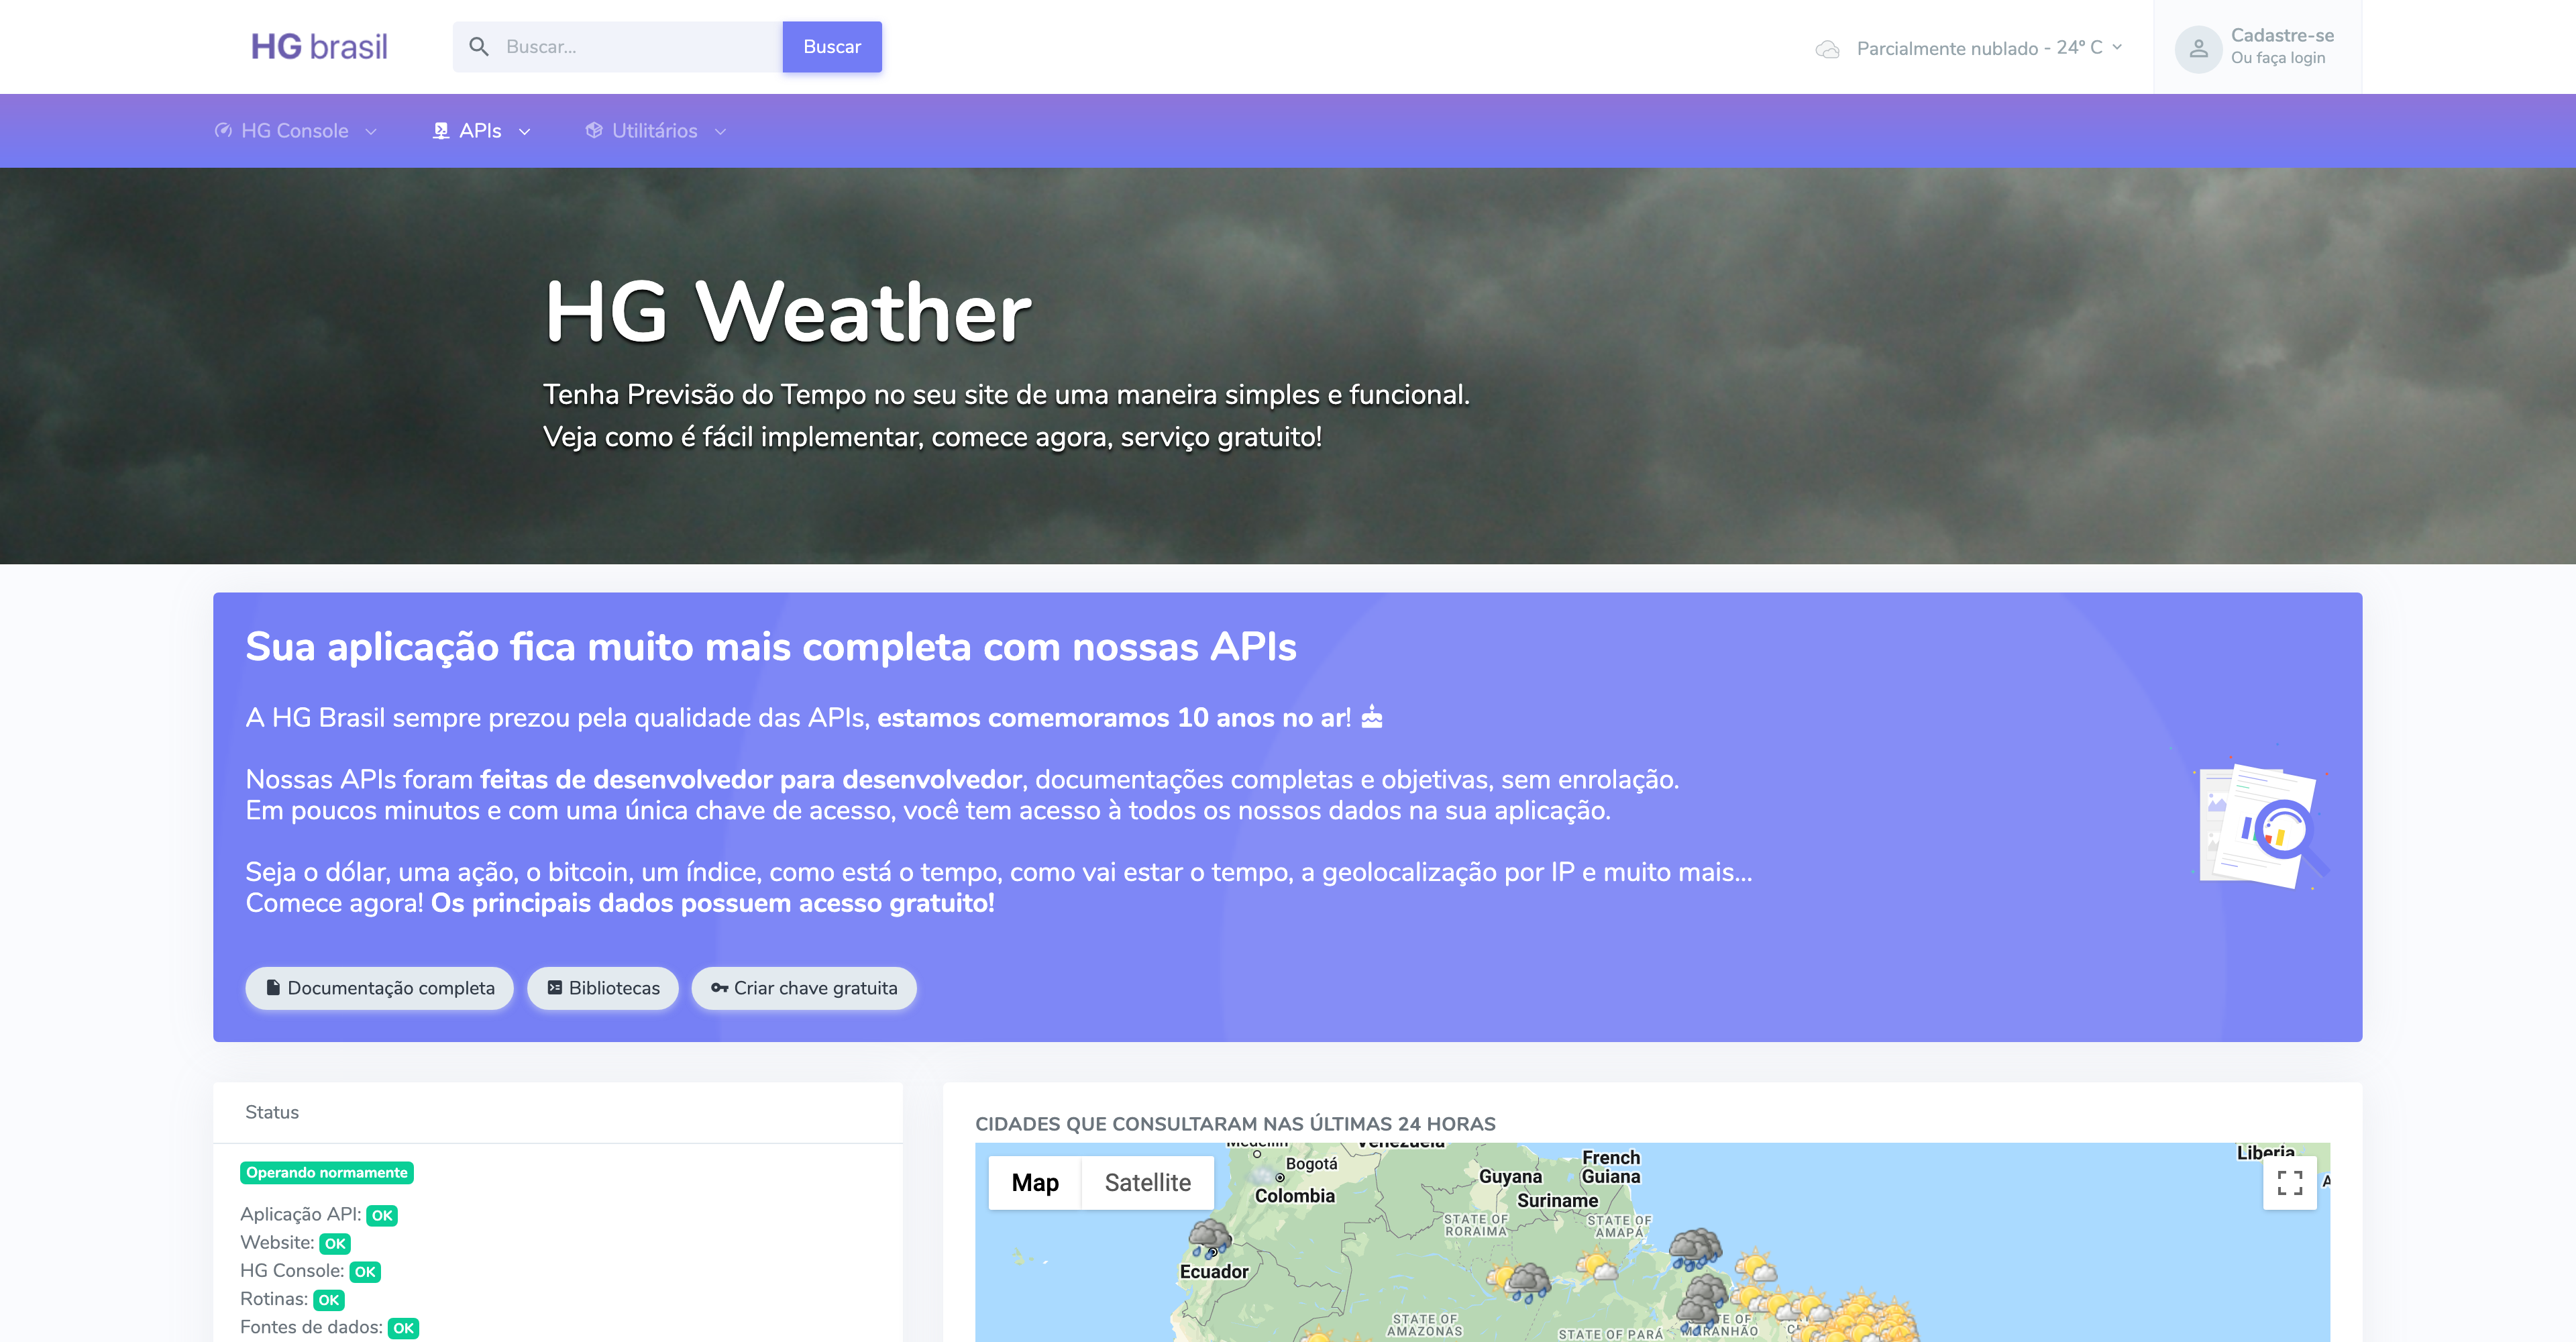 HG brasil
Buscar...
Buscar
Parcialmente nublado - 24º C
Cadastre-se
Ou faça login
HG Console
APIs
Utilitários
HG Weather
Tenha Previsão do Tempo no seu site de uma maneira simples e funcional.
Veja como é fácil implementar, comece agora, serviço gratuito!
Sua aplicação fica muito mais completa com nossas APIs
A HG Brasil sempre prezou pela qualidade das APIs, estamos comemoramos 10 anos no ar!
Nossas APIs foram feitas de desenvolvedor para desenvolvedor, documentações completas e objetivas, sem enrolação.
Em poucos minutos e com uma única chave de acesso, você tem acesso à todos os nossos dados na sua aplicação.
Seja o dólar, uma ação, o bitcoin, um índice, como está o tempo, como vai estar o tempo, a geolocalização por IP e muito mais...
Comece agora! Os principais dados possuem acesso gratuito!
Documentação completa
Bibliotecas
Criar chave gratuita
Status
Operando normamente
Aplicação API: OK
Website: OK
HG Console: OK
Rotinas: OK
Fontes de dados: OK
CIDADES QUE CONSULTARAM NAS ÚLTIMAS 24 HORAS
Map
Satellite
Medellín
Venezuela
Bogotá
Colombia
Guyana
French
Guiana
Suriname
Liberia
STATE OF
RORAIMA
STATE OF
AMAPÁ
Ecuador
STATE OF
AMAZONAS
STATE OF PARÁ
MARANHÃO